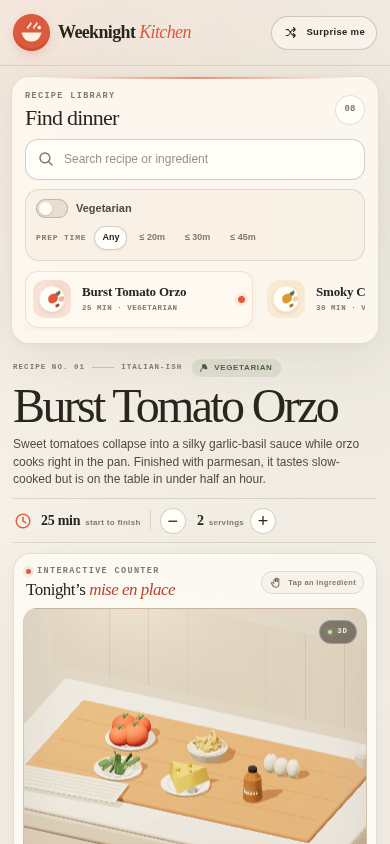 Weeknight Kitchen
Surprise me
RECIPE LIBRARY
Find dinner
08
Search recipe or ingredient
Vegetarian
PREP TIME Any ≤ 20m ≤ 30m ≤ 45m
Burst Tomato Orzo
25 MIN · VEGETARIAN
Smoky C
30 MIN · V
RECIPE NO. 01 ITALIAN-ISH VEGETARIAN
Burst Tomato Orzo
Sweet tomatoes collapse into a silky garlic-basil sauce while orzo
cooks right in the pan. Finished with parmesan, it tastes slow-
cooked but is on the table in under half an hour.
25 min start to finish − 2 servings +
INTERACTIVE COUNTER
Tonight’s mise en place
Tap an ingredient
3D